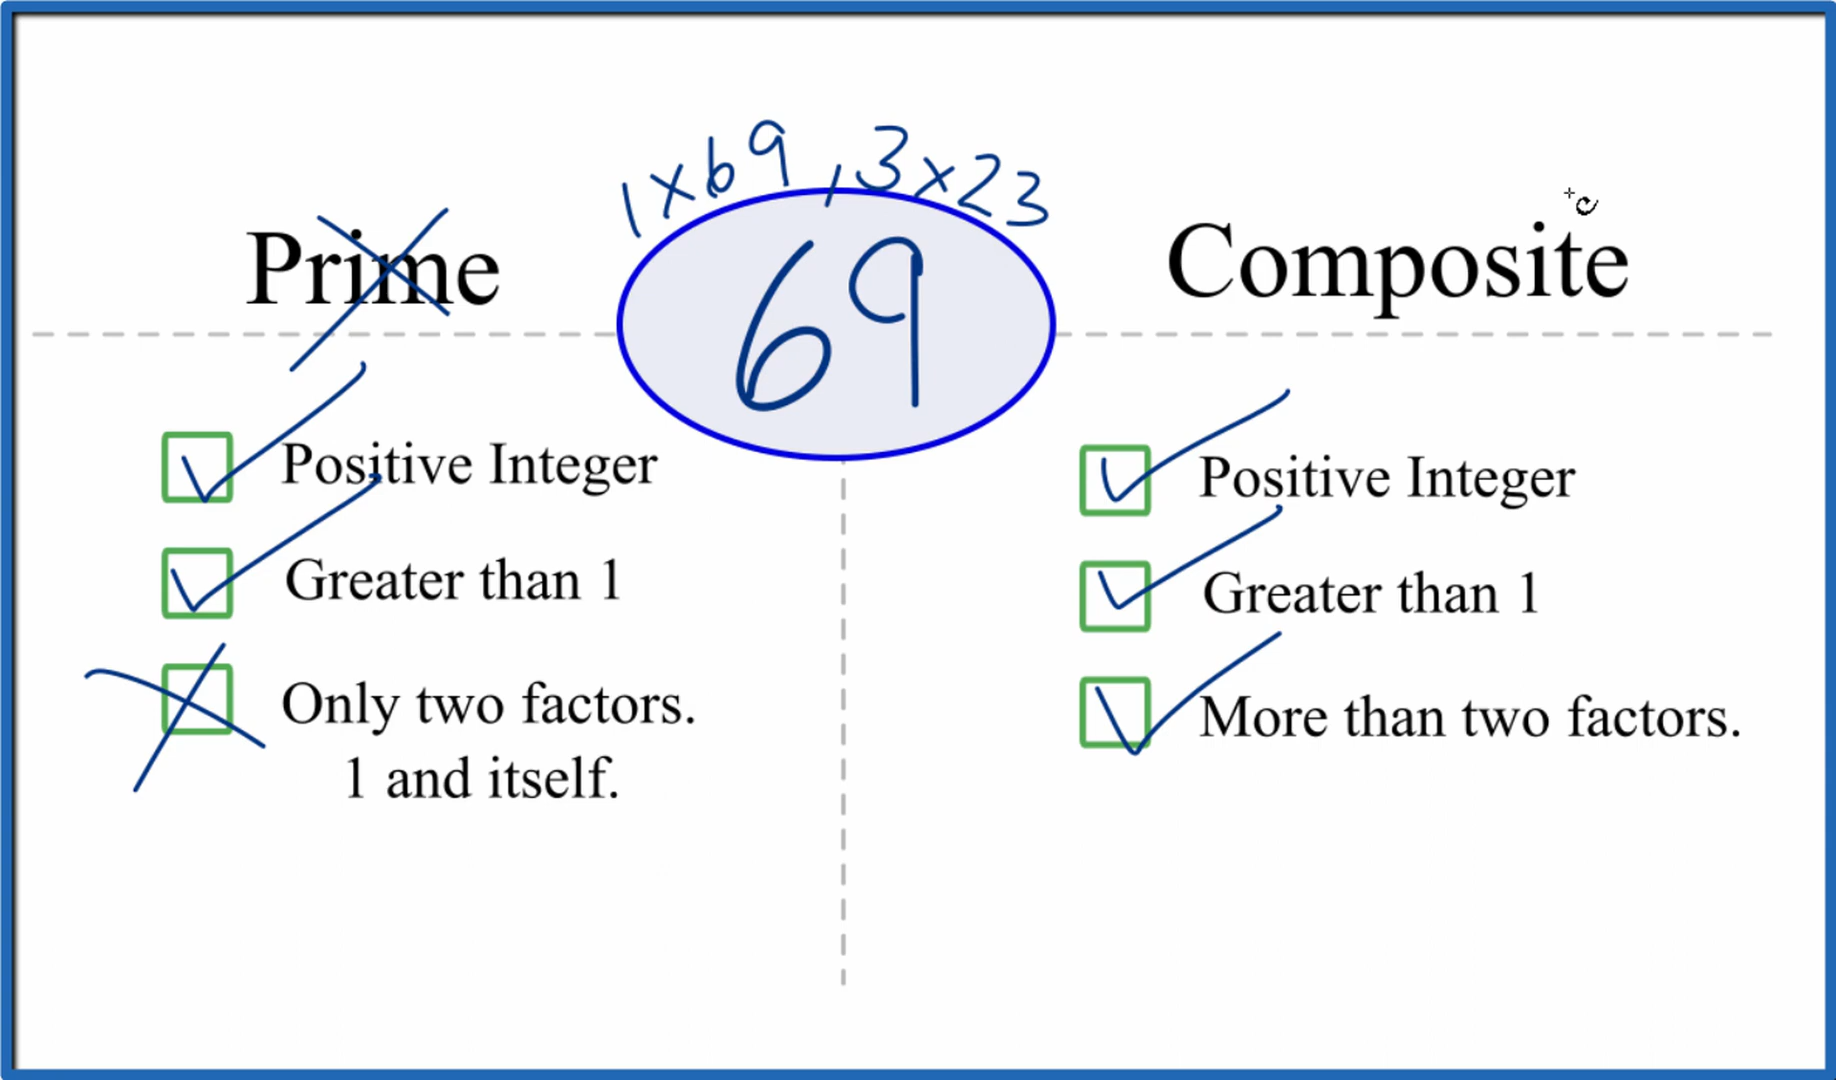 1x69, 3x23
Prime
69
Composite
Positive Integer
Greater than 1
Only two factors.
1 and itself.
Positive Integer
Greater than 1
More than two factors.